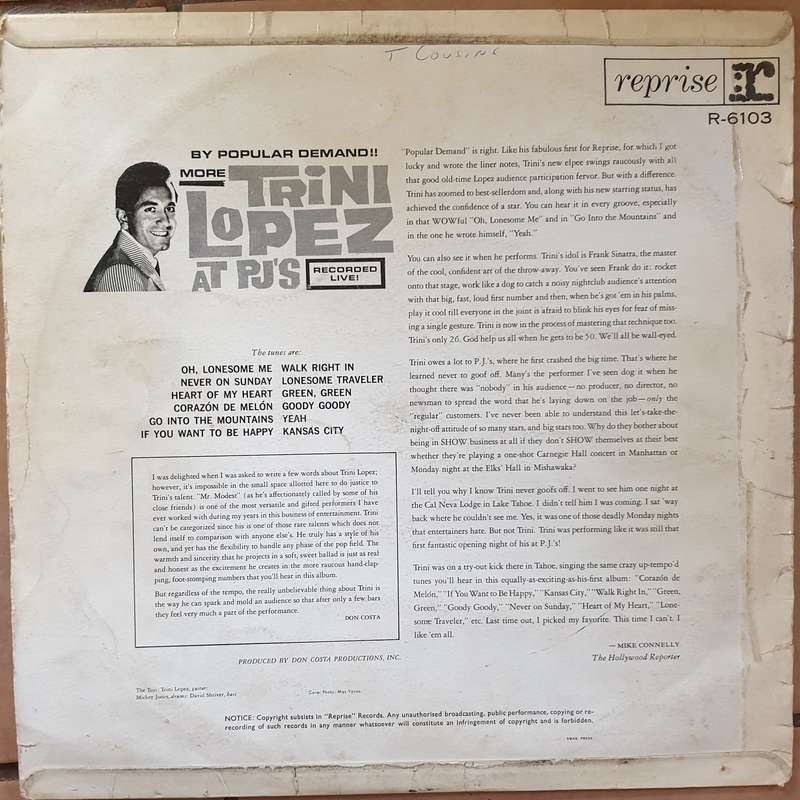 T Cousins
reprise r
R-6103
BY POPULAR DEMAND!!
MORE
TRINI
LOPEZ
AT PJ'S
RECORDED
LIVE!
The tunes are:
OH, LONESOME ME WALK RIGHT IN
NEVER ON SUNDAY LONESOME TRAVELER
HEART OF MY HEART GREEN, GREEN
CORAZÓN DE MELÓN GOODY GOODY
GO INTO THE MOUNTAINS YEAH
IF YOU WANT TO BE HAPPY KANSAS CITY
I was delighted when I was asked to write a few words about Trini Lopez;
however, it's impossible in the small space allotted here to do justice to
Trini's talent. "Mr. Modest" (as he's affectionately called by some of his
close friends) is one of the most versatile and gifted performers I have
ever worked with during my years in this business of entertainment. Trini
can't be categorized since his is one of those rare talents which does not
lend itself to comparison with anyone else's. He truly has a style of his
own, and yet has the flexibility to handle any phase of the pop field. The
warmth and sincerity that he projects in a soft, sweet ballad is just as real
and honest as the excitement he creates in the more raucous hand-clap-
ping, foot-stomping numbers that you'll hear in this album.
But regardless of the tempo, the really unbelievable thing about Trini is
the way he can spark and mold an audience so that after only a few bars
they feel very much a part of the performance.
DON COSTA
PRODUCED BY DON COSTA PRODUCTIONS, INC.
The Trio: Trini Lopez, guitar;
Mickey Jones, drums; David Shriver, bass
Cover Photo: Max Yavno.
"Popular Demand" is right. Like his fabulous first for Reprise, for which I got
lucky and wrote the liner notes, Trini's new elpee swings raucously with all
that good old-time Lopez audience participation fervor. But with a difference.
Trini has zoomed to best-sellerdom and, along with his new starring status, has
achieved the confidence of a star. You can hear it in every groove, especially
in that WOWful "Oh, Lonesome Me" and in "Go Into the Mountains" and
in the one he wrote himself, "Yeah."
You can also see it when he performs. Trini's idol is Frank Sinatra, the master
of the cool, confident art of the throw-away. You've seen Frank do it: rocket
onto that stage, work like a dog to catch a noisy nightclub audience's attention
with that big, fast, loud first number and then, when he's got 'em in his palms,
play it cool till everyone in the joint is afraid to blink his eyes for fear of miss-
ing a single gesture. Trini is now in the process of mastering that technique too.
Trini's only 26. God help us all when he gets to be 50. We'll all be wall-eyed.
Trini owes a lot to P.J.'s, where he first crashed the big time. That's where he
learned never to goof off. Many's the performer I've seen dog it when he
thought there was "nobody" in his audience—no producer, no director, no
newsman to spread the word that he's laying down on the job—only the
"regular" customers. I've never been able to understand this let's-take-the-
night-off attitude of so many stars, and big stars too. Why do they bother about
being in SHOW business at all if they don't SHOW themselves at their best
whether they're playing a one-shot Carnegie Hall concert in Manhattan or
Monday night at the Elks' Hall in Mishawaka?
I'll tell you why I know Trini never goofs off. I went to see him one night at
the Cal Neva Lodge in Lake Tahoe. I didn't tell him I was coming. I sat 'way
back where he couldn't see me. Yes, it was one of those deadly Monday nights
that entertainers hate. But not Trini. Trini was performing like it was still that
first fantastic opening night of his at P.J.'s!
Trini was on a try-out kick there in Tahoe, singing the same crazy up-tempo'd
tunes you'll hear in this equally-as-exciting-as-his-first album: "Corazón de
Melón," "If You Want to Be Happy," "Kansas City," "Walk Right In," "Green,
Green," "Goody Goody," "Never on Sunday," "Heart of My Heart," "Lone-
some Traveler," etc. Last time out, I picked my favorite. This time I can't. I
like 'em all.
—MIKE CONNELLY
The Hollywood Reporter
NOTICE: Copyright subsists in "Reprise" Records. Any unauthorised broadcasting, public performance, copying or re-
recording of such records in any manner whatsoever will constitute an infringement of copyright and is forbidden.